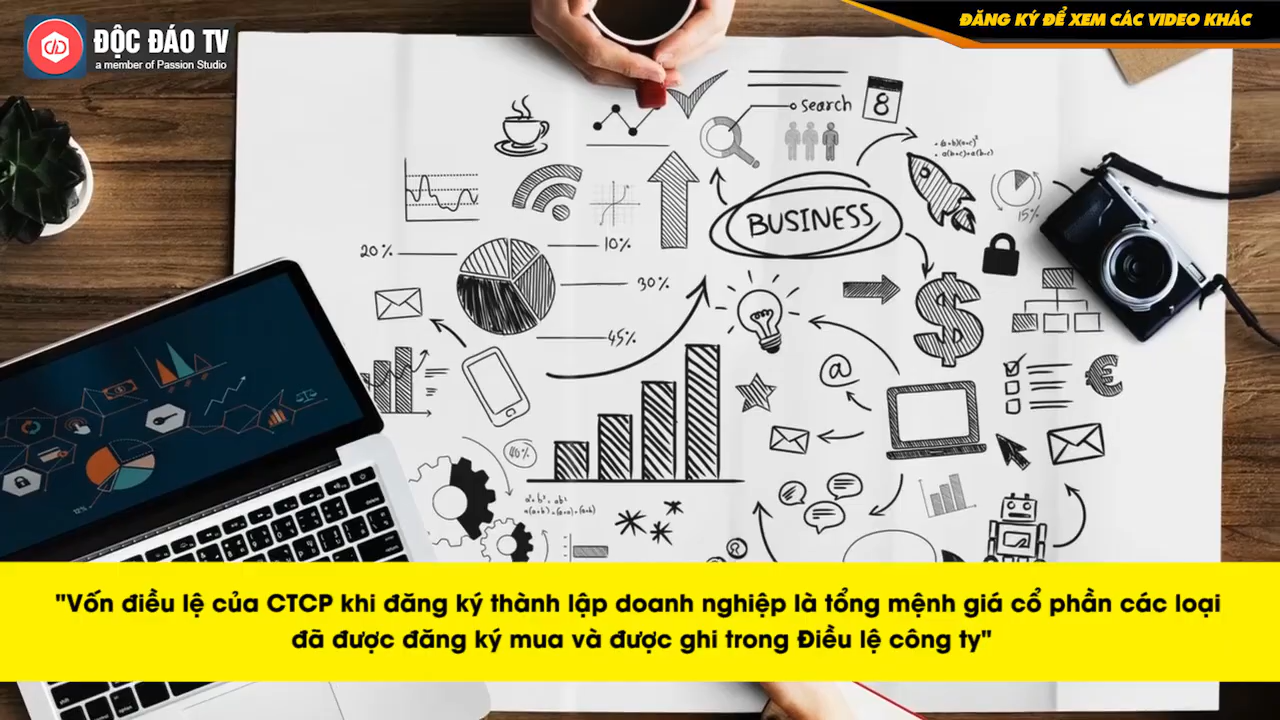 ĐỘC ĐÁO TV
a member of Passion Studio
ĐĂNG KÝ ĐỂ XEM CÁC VIDEO KHÁC
search
8
BUSINESS
15%
20%
10%
30%
45%
@
40%
12%
"Vốn điều lệ của CTCP khi đăng ký thành lập doanh nghiệp là tổng mệnh giá cổ phần các loại
đã được đăng ký mua và được ghi trong Điều lệ công ty"